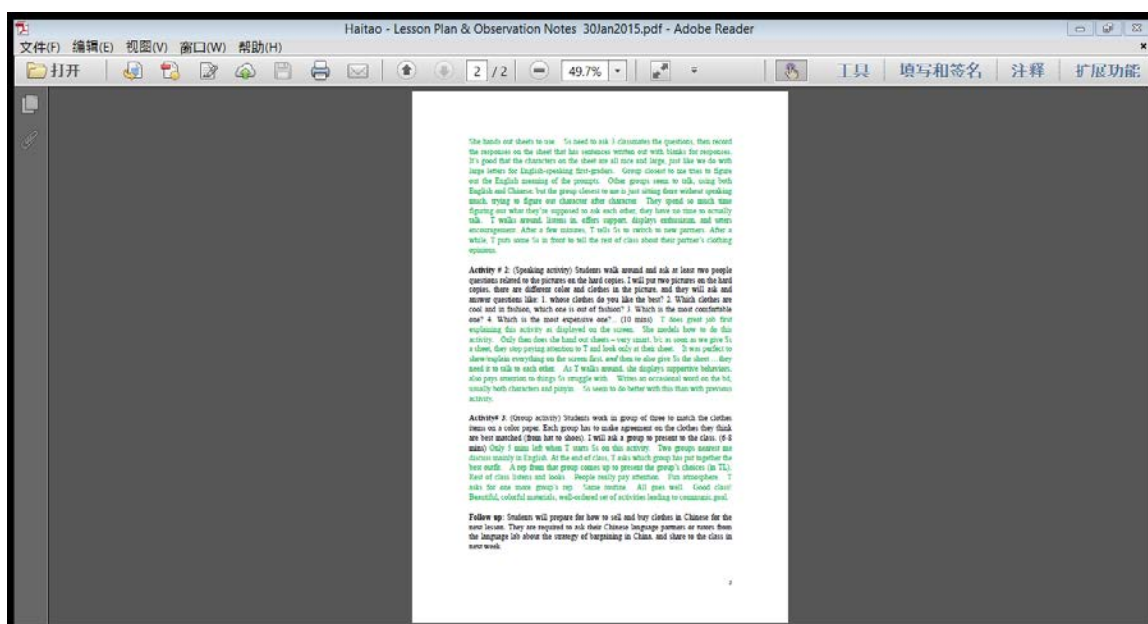 Haitao - Lesson Plan & Observation Notes 30Jan2015.pdf - Adobe Reader
文件(F) 编辑(E) 视图(V) 窗口(W) 帮助(H)
打开 2 / 2 49.7% 工具 填写和签名 注释 扩展功能
She hands out sheets to use. Ss need to ask 3 classmates the questions, then record
the responses on the sheet that has sentences written out with blanks for responses.
It's good that the characters on the sheet are all nice and large, just like we do with
large letters for English-speaking first-graders. Group closest to me tries to figure
out the English meaning of the prompts. Other groups seem to talk, using both
English and Chinese, but the group closest to me is just sitting there without speaking
much, trying to figure out character after character. They spend so much time
figuring out what they're supposed to ask each other, they have no time to actually
talk. T walks around, listens in, offers support, displays enthusiasm, and utters
encouragement. After a few minutes, T tells Ss to switch to new partners. After a
while, T puts some Ss in front to tell the rest of class about their partner's clothing
opinions.
Activity # 2: (Speaking activity) Students walk around and ask at least two people
questions related to the pictures on the hard copies. I will put two pictures on the hard
copies, there are different color and clothes in the picture, and they will ask and
answer questions like: 1. whose clothes do you like the best? 2. Which clothes are
cool and in fashion, which one is out of fashion? 3. Which is the most comfortable
one? 4. Which is the most expensive one?... (10 mins) T does great job first
explaining this activity as displayed on the screen. She models how to do this
activity. Only then does she hand out sheets – very smart, b/c as soon as we give Ss
a sheet, they stop paying attention to T and look only at their sheet. It was perfect to
show/explain everything on the screen first, and then to also give Ss the sheet ... they
need it to talk to each other. As T walks around, she displays supportive behaviors,
also pays attention to things Ss struggle with. Writes an occasional word on the bd,
usually both characters and pinyin. Ss seem to do better with this than with previous
activity.
Activity# 3: (Group activity) Students work in group of three to match the clothes
items on a color paper. Each group has to make agreement on the clothes they think
are best matched (from hat to shoes). I will ask a group to present to the class. (6-8
mins) Only 5 mins left when T starts Ss on this activity. Two groups nearest me
discuss mainly in English. At the end of class, T asks which group has put together the
best outfit. A rep from that group comes up to present the group's choices (in TL).
Rest of class listens and looks. People really pay attention. Fun atmosphere. T
asks for one more group's rep. Same routine. All goes well. Good class!
Beautiful, colorful materials, well-ordered set of activities leading to communic goal.
Follow up: Students will prepare for how to sell and buy clothes in Chinese for the
next lesson. They are required to ask their Chinese language partners or tutors from
the language lab about the strategy of bargaining in China, and share to the class in
next week.
2